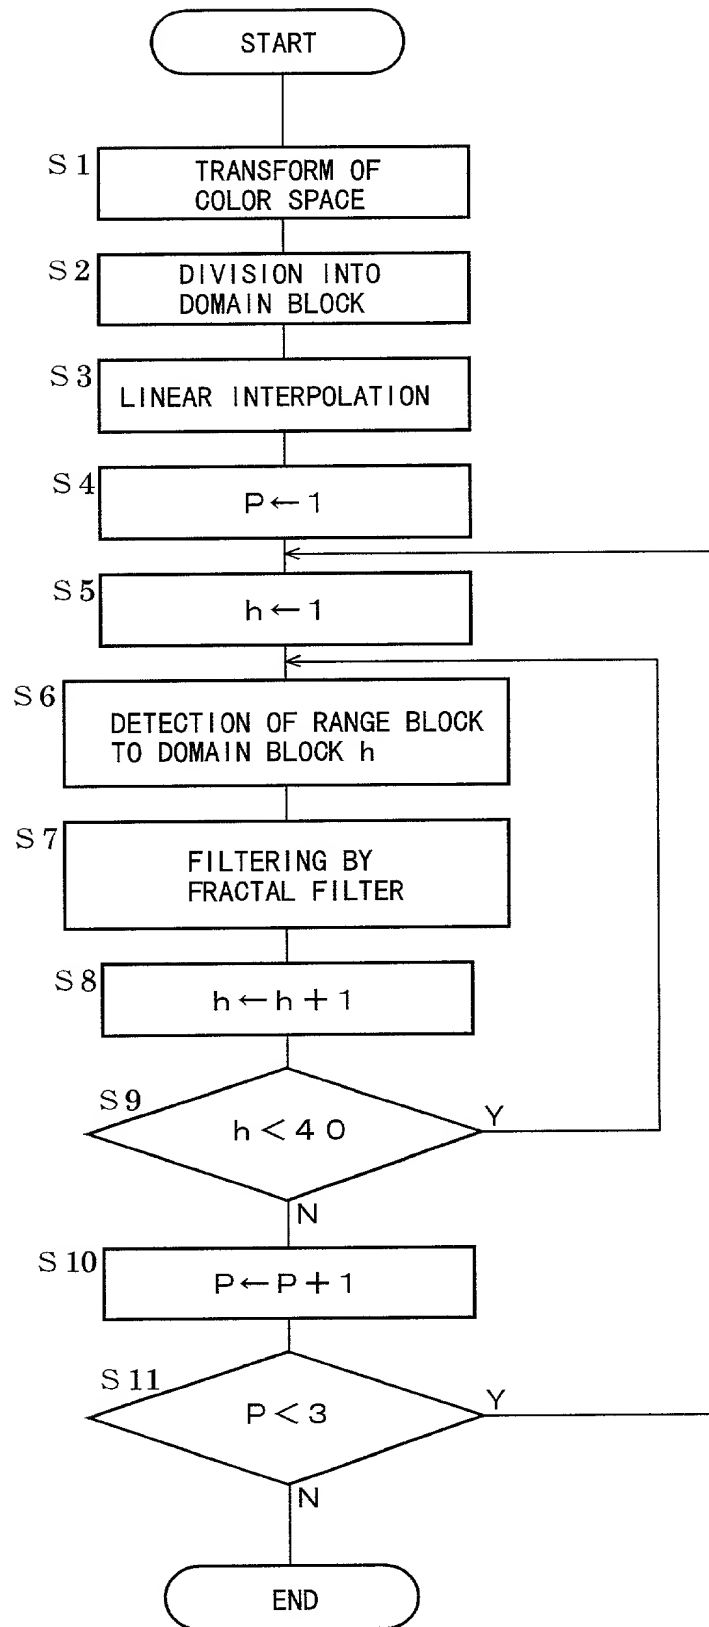 START
S1
TRANSFORM OF
COLOR SPACE
S2
DIVISION INTO
DOMAIN BLOCK
S3
LINEAR INTERPOLATION
S4
P←1
S5
h←1
S6
DETECTION OF RANGE BLOCK
TO DOMAIN BLOCK h
S7
FILTERING BY
FRACTAL FILTER
S8
h←h+1
S9
h<40
Y
N
S10
P←P+1
S11
P<3
Y
N
END